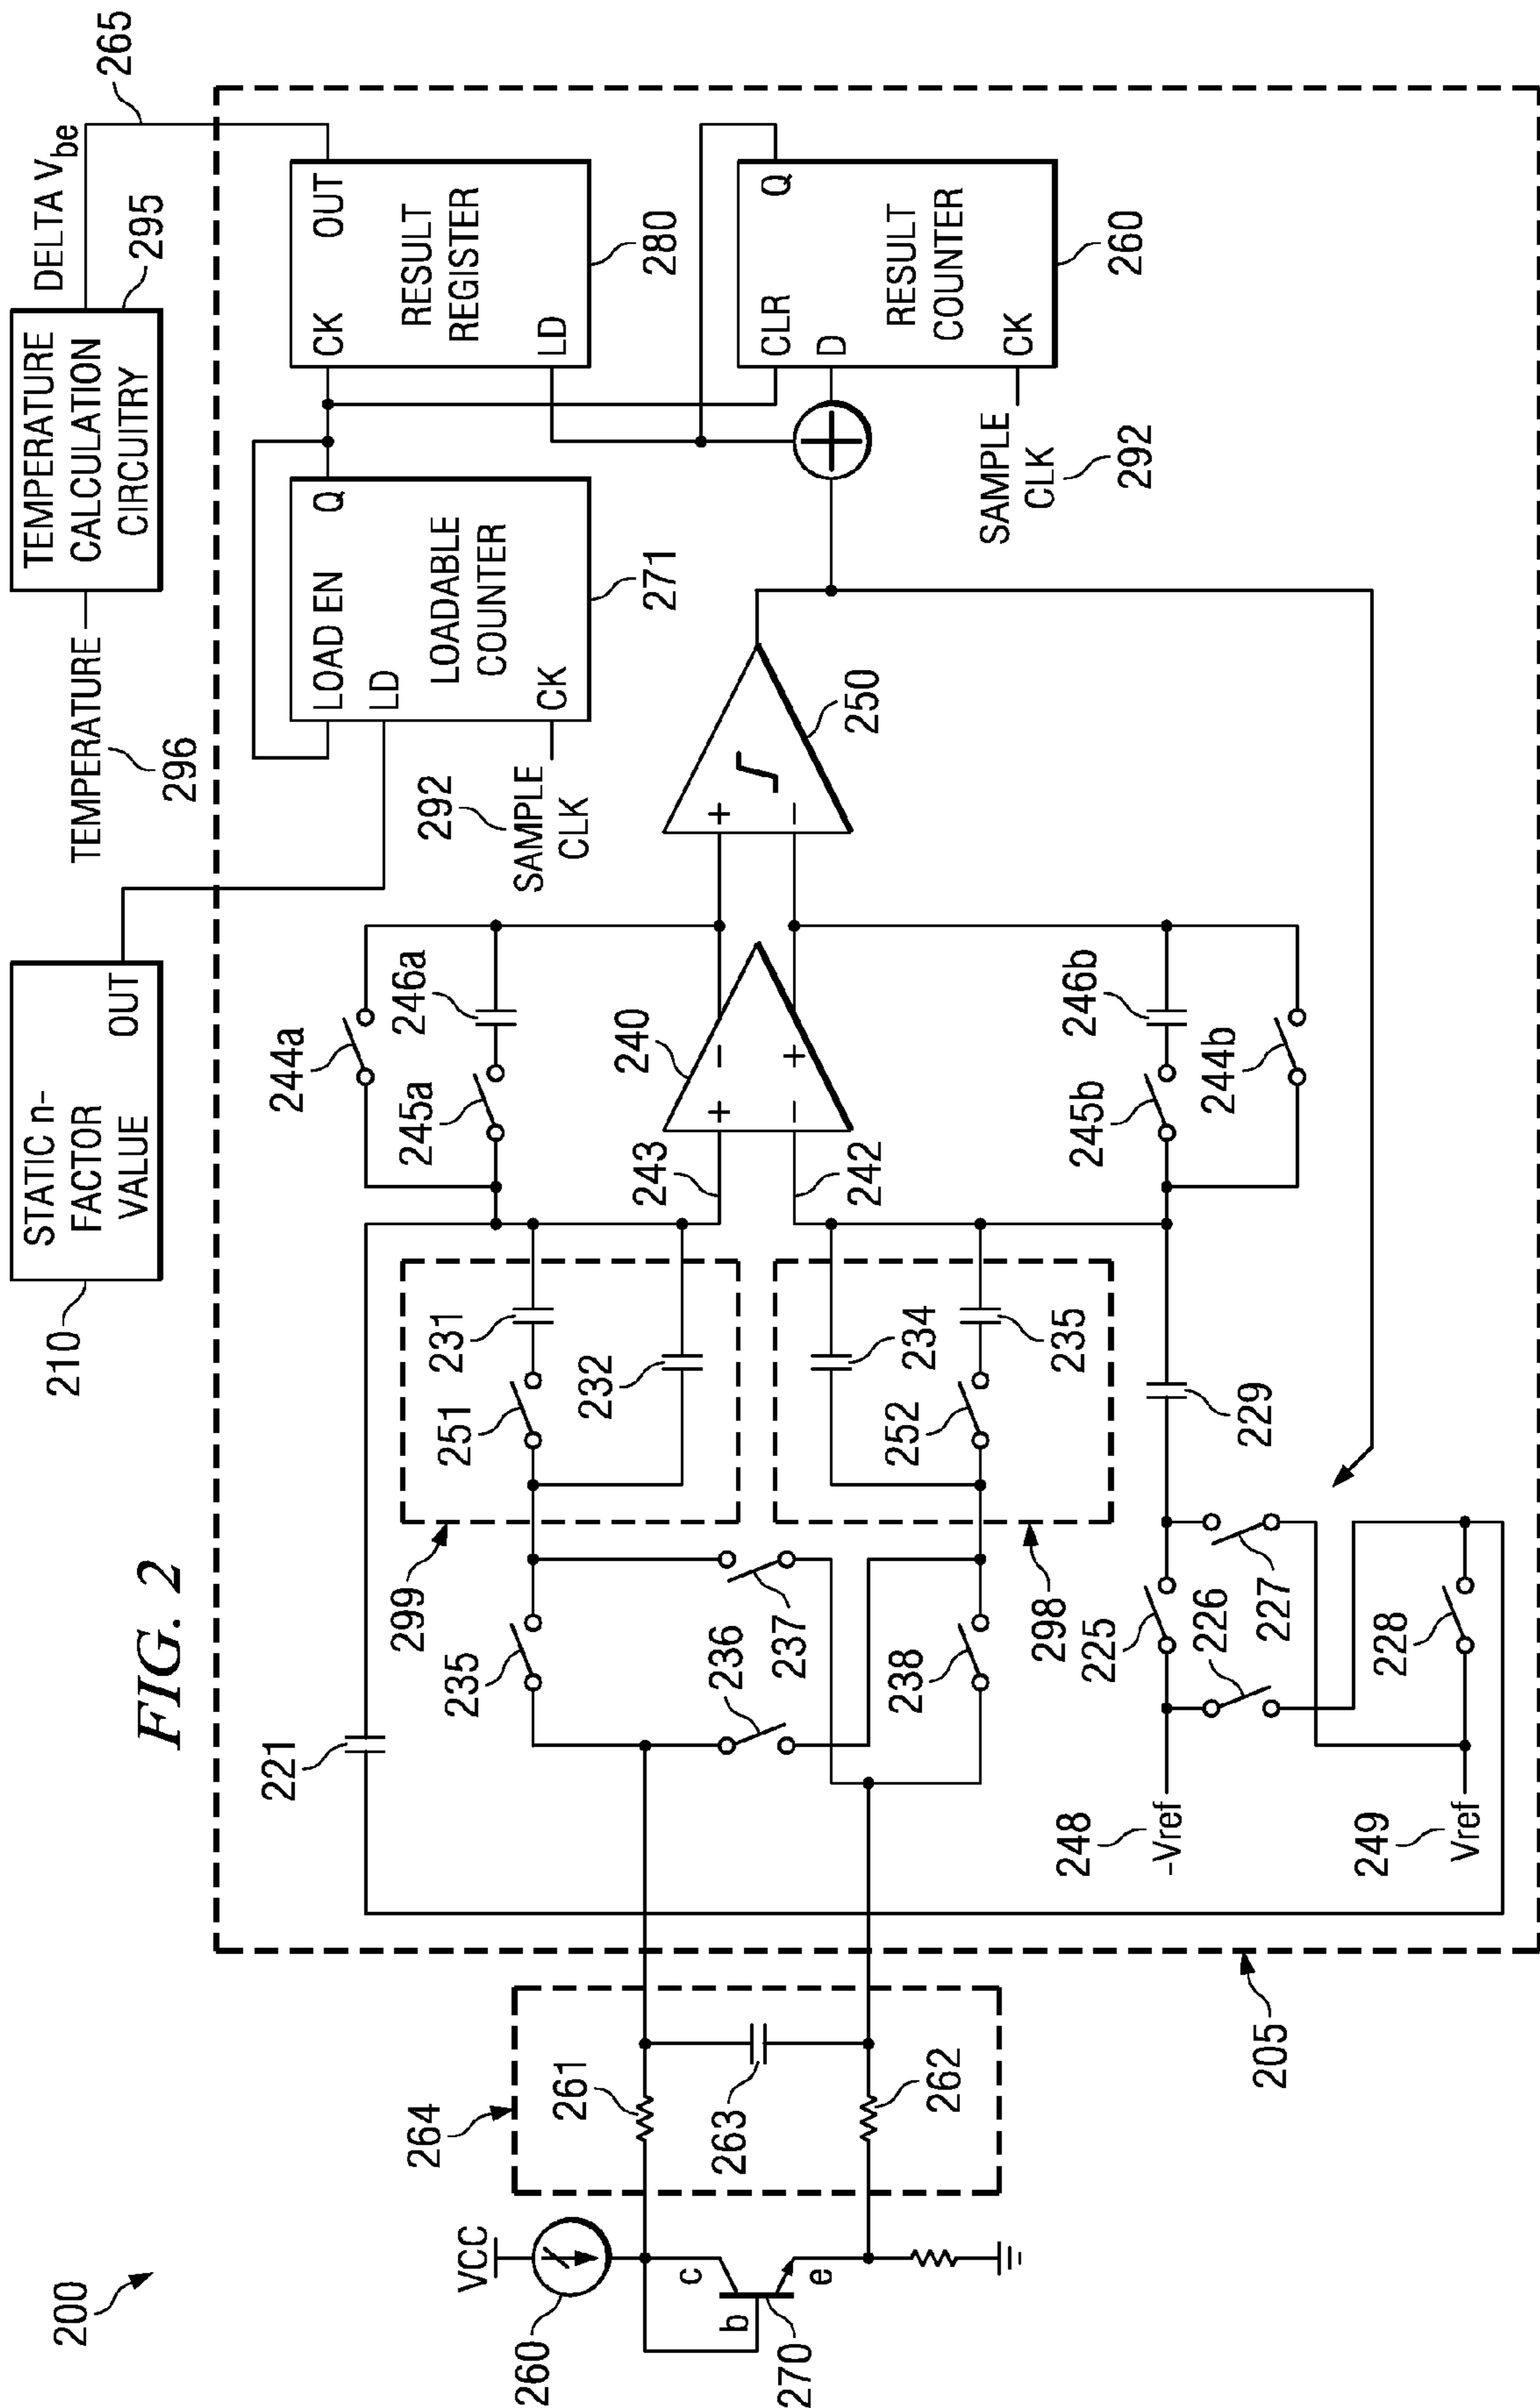 FIG. 2
200
210
STATIC n-
FACTOR
VALUE
OUT
TEMPERATURE
296
TEMPERATURE
CALCULATION
CIRCUITRY
295
DELTA Vbe
265
221
244a
245a
246a
LOAD EN
Q
LD
LOADABLE
COUNTER
CK
271
292
SAMPLE
CLK
CK
OUT
RESULT
REGISTER
LD
280
299
251
231
232
235
237
236
238
243
242
240
+
-
-
+
250
+
-
CLR
Q
D
RESULT
COUNTER
CK
260
SAMPLE
CLK
292
234
252
235
298
264
261
263
262
VCC
260
c
b
e
270
245b
246b
244b
229
225
226
227
228
248
-Vref
249
Vref
205